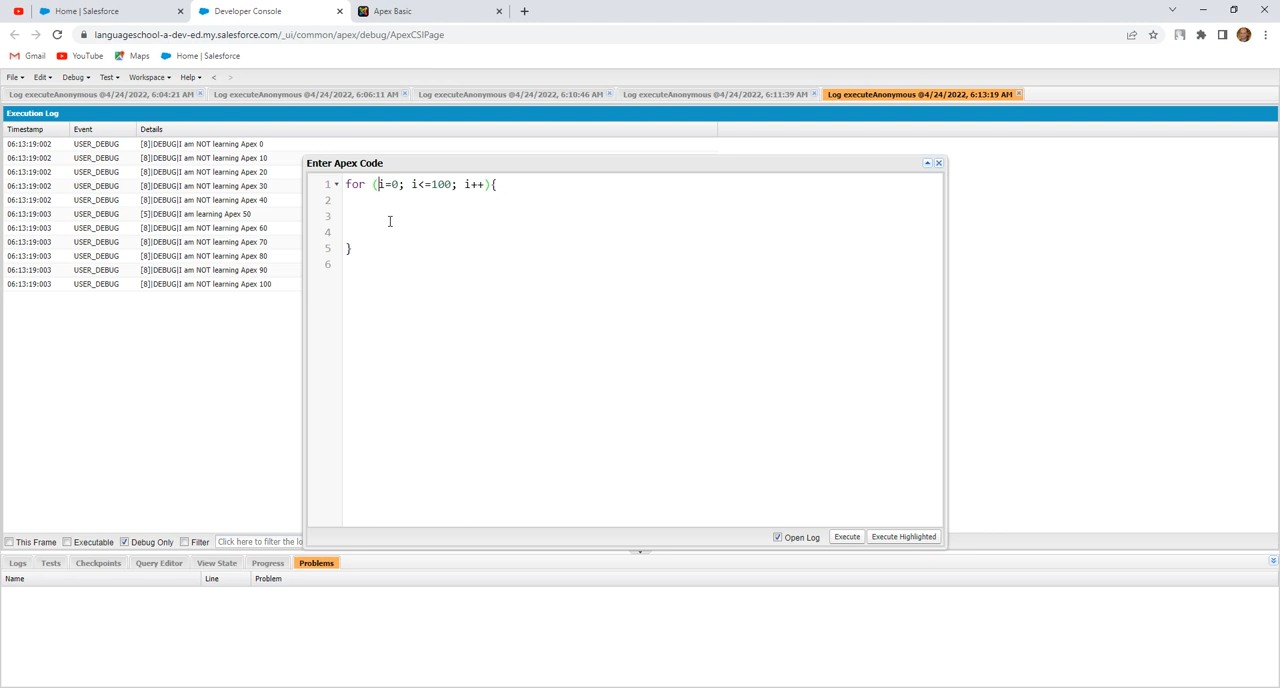 Home | Salesforce
Developer Console
Apex Basic
languageschool-a-dev-ed.my.salesforce.com/_ui/common/apex/debug/ApexCSIPage
Gmail YouTube Maps Home | Salesforce
File Edit Debug Test Workspace Help < >
Log executeAnonymous @4/24/2022, 6:04:21 AM Log executeAnonymous @4/24/2022, 6:06:11 AM Log executeAnonymous @4/24/2022, 6:10:46 AM Log executeAnonymous @4/24/2022, 6:11:39 AM Log executeAnonymous @4/24/2022, 6:13:19 AM
Execution Log
Timestamp Event Details
06:13:19:002 USER_DEBUG [8]|DEBUG|I am NOT learning Apex 0
06:13:19:002 USER_DEBUG [8]|DEBUG|I am NOT learning Apex 10
06:13:19:002 USER_DEBUG [8]|DEBUG|I am NOT learning Apex 20
06:13:19:002 USER_DEBUG [8]|DEBUG|I am NOT learning Apex 30
06:13:19:002 USER_DEBUG [8]|DEBUG|I am NOT learning Apex 40
06:13:19:003 USER_DEBUG [5]|DEBUG|I am learning Apex 50
06:13:19:003 USER_DEBUG [8]|DEBUG|I am NOT learning Apex 60
06:13:19:003 USER_DEBUG [8]|DEBUG|I am NOT learning Apex 70
06:13:19:003 USER_DEBUG [8]|DEBUG|I am NOT learning Apex 80
06:13:19:003 USER_DEBUG [8]|DEBUG|I am NOT learning Apex 90
06:13:19:003 USER_DEBUG [8]|DEBUG|I am NOT learning Apex 100
Enter Apex Code
1 for (i=0; i<=100; i++){
2
3
4
5 }
6
Open Log Execute Execute Highlighted
This Frame Executable Debug Only Filter Click here to filter the lo
Logs Tests Checkpoints Query Editor View State Progress Problems
Name Line Problem